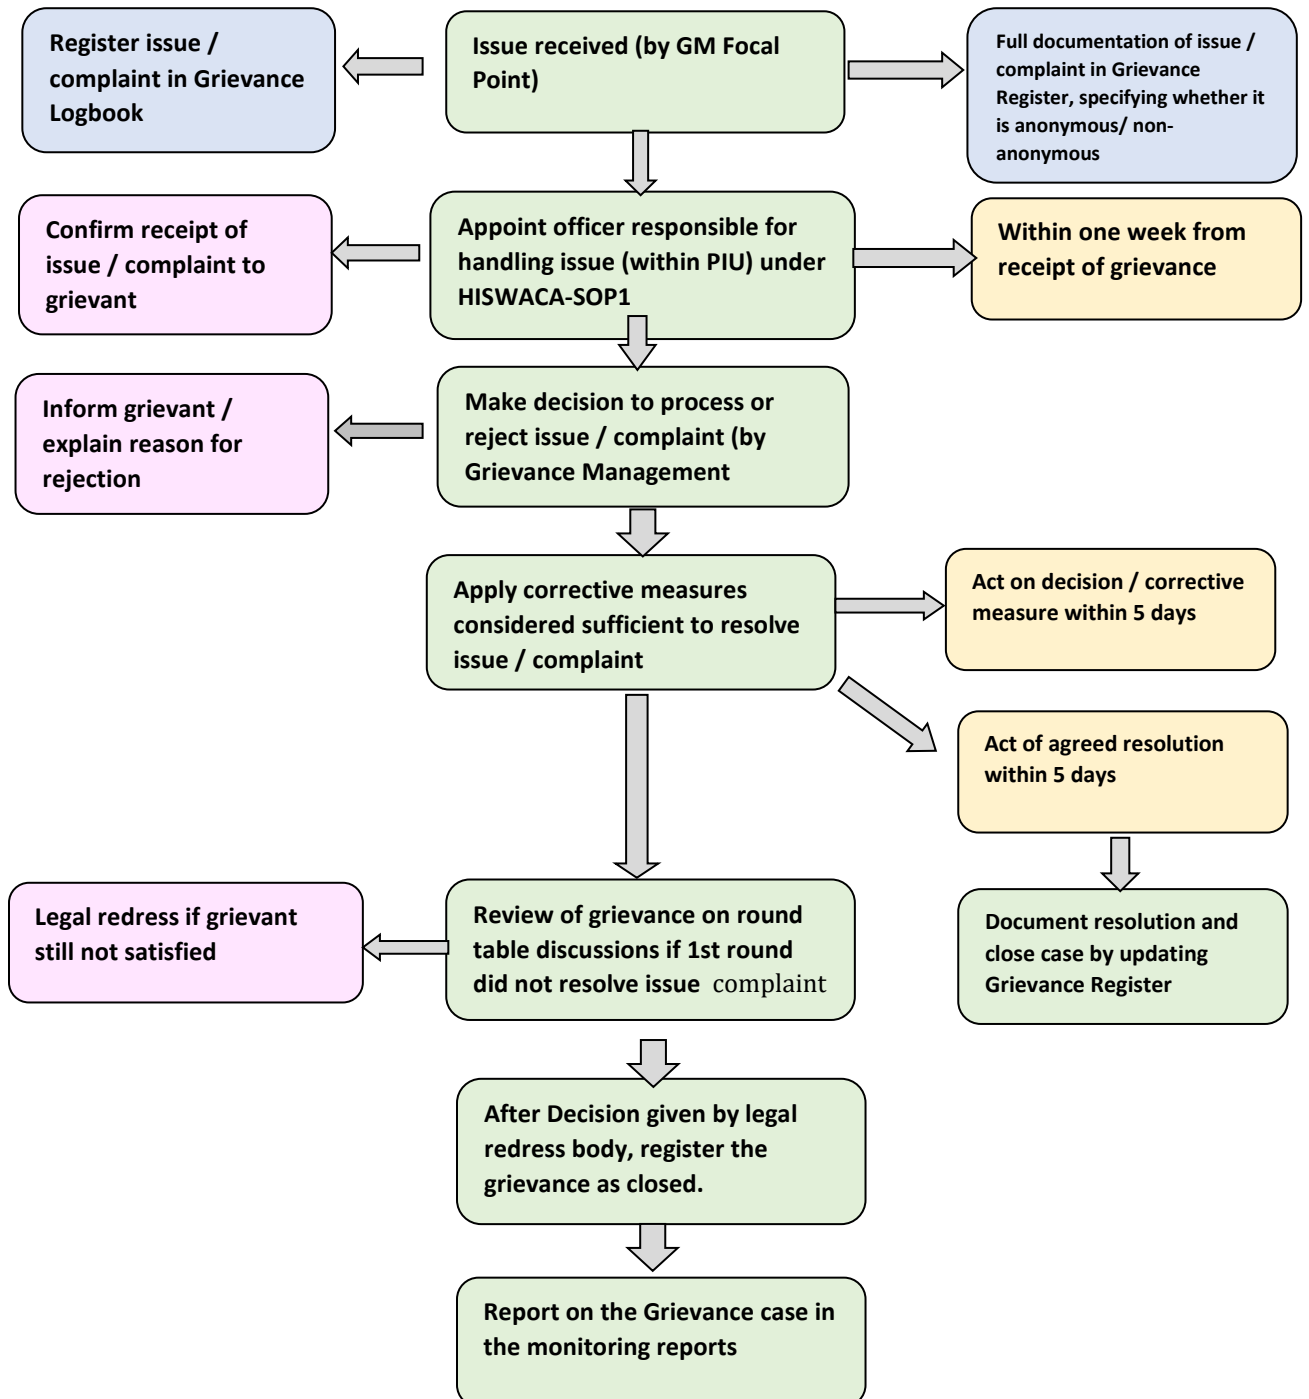 Register issue /
complaint in Grievance
Logbook
Issue received (by GM Focal
Point)
Full documentation of issue /
complaint in Grievance
Register, specifying whether it
is anonymous/ non-
anonymous
Confirm receipt of
issue / complaint to
grievant
Appoint officer responsible for
handling issue (within PIU) under
HISWACA-SOP1
Within one week from
receipt of grievance
Inform grievant /
explain reason for
rejection
Make decision to process or
reject issue / complaint (by
Grievance Management
Apply corrective measures
considered sufficient to resolve
issue / complaint
Act on decision / corrective
measure within 5 days
Act of agreed resolution
within 5 days
Legal redress if grievant
still not satisfied
Review of grievance on round
table discussions if 1st round
did not resolve issue complaint
Document resolution and
close case by updating
Grievance Register
After Decision given by legal
redress body, register the
grievance as closed.
Report on the Grievance case in
the monitoring reports